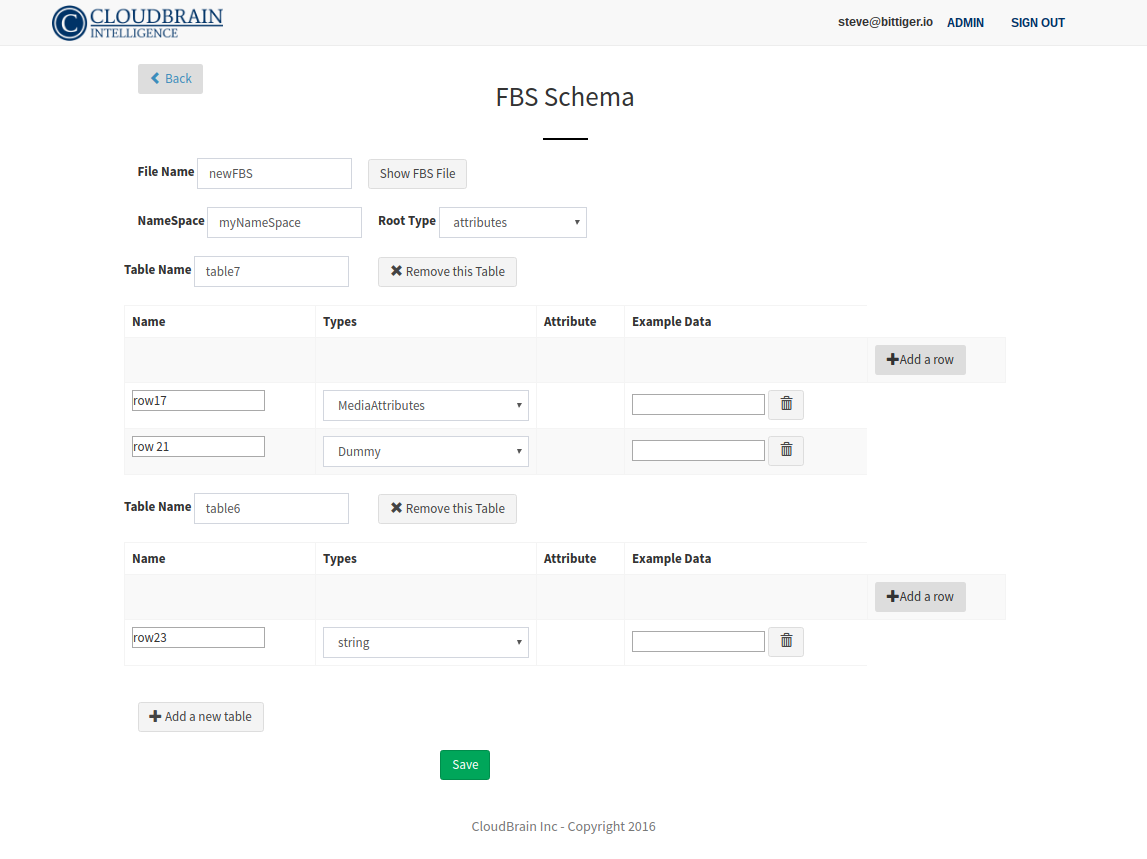 CLOUDBRAIN
INTELLIGENCE
steve@bittiger.io ADMIN SIGN OUT
Back
FBS Schema
File Name newFBS Show FBS File
NameSpace myNameSpace Root Type attributes
Table Name table7 Remove this Table
Name Types Attribute Example Data
Add a row
row17 MediaAttributes
row 21 Dummy
Table Name table6 Remove this Table
Name Types Attribute Example Data
Add a row
row23 string
Add a new table
Save
CloudBrain Inc - Copyright 2016